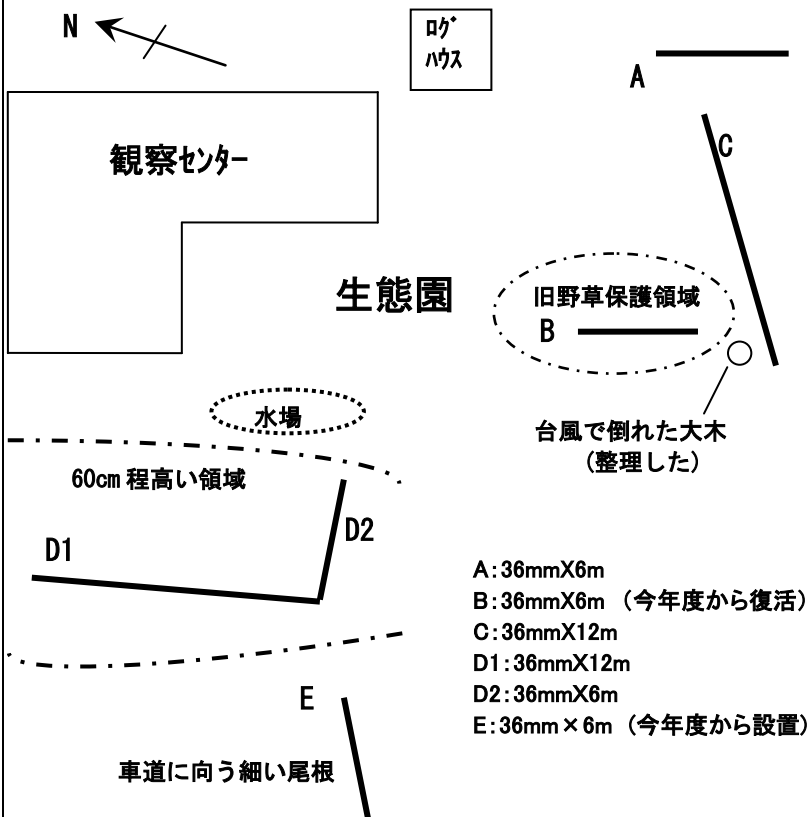 N
ログ
ハウス
A
観察センター
C
生態園
旧野草保護領域
B
台風で倒れた大木
(整理した)
水場
60cm 程高い領域
D1
D2
A:36mmX6m
B:36mmX6m (今年度から復活)
C:36mmX12m
D1:36mmX12m
D2:36mmX6m
E:36mm×6m (今年度から設置)
E
車道に向う細い尾根